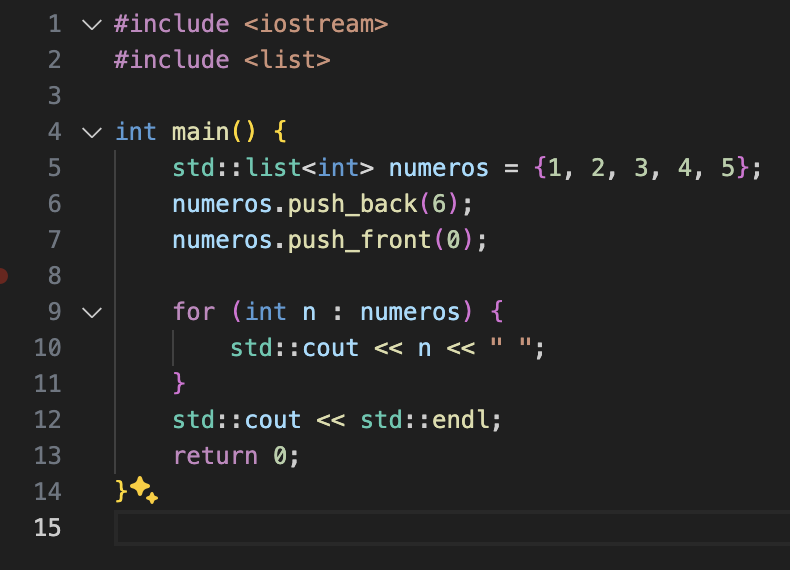 1 #include <iostream>
2 #include <list>
3
4 int main() {
5     std::list<int> numeros = {1, 2, 3, 4, 5};
6     numeros.push_back(6);
7     numeros.push_front(0);
8
9     for (int n : numeros) {
10         std::cout << n << " ";
11     }
12     std::cout << std::endl;
13     return 0;
14 }
15